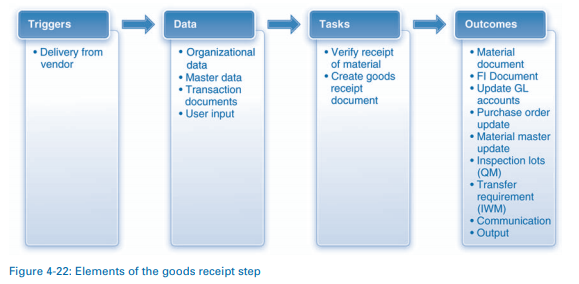 Triggers
• Delivery from
vendor
Data
• Organizational
data
• Master data
• Transaction
documents
• User input
Tasks
• Verify receipt
of material
• Create goods
receipt
document
Outcomes
• Material
document
• FI Document
• Update GL
accounts
• Purchase order
update
• Material master
update
• Inspection lots
(QM)
• Transfer
requirement
(IWM)
• Communication
• Output
Figure 4-22: Elements of the goods receipt step